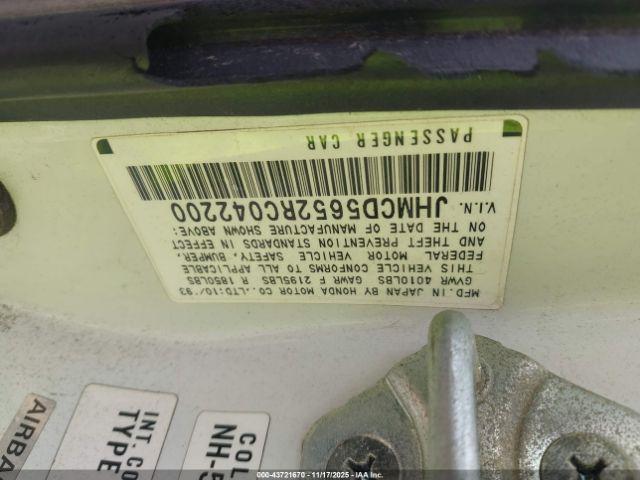 MFD.IN JAPAN BY HONDA MOTOR CO.,LTD:10/93
GVWR 4010LBS GAWR F 2195LBS R 1850LBS
THIS VEHICLE CONFORMS TO ALL APPLICABLE
FEDERAL MOTOR VEHICLE SAFETY, BUMPER,
AND THEFT PREVENTION STANDARDS IN EFFECT
ON THE DATE OF MANUFACTURE SHOWN ABOVE:
V.I.N. JHMCD5652RC042200
PASSENGER CAR
AIRBA
INT.CO
TYPE
COL
NH-5
000-43721670 | 11/17/2025 | IAA Inc.